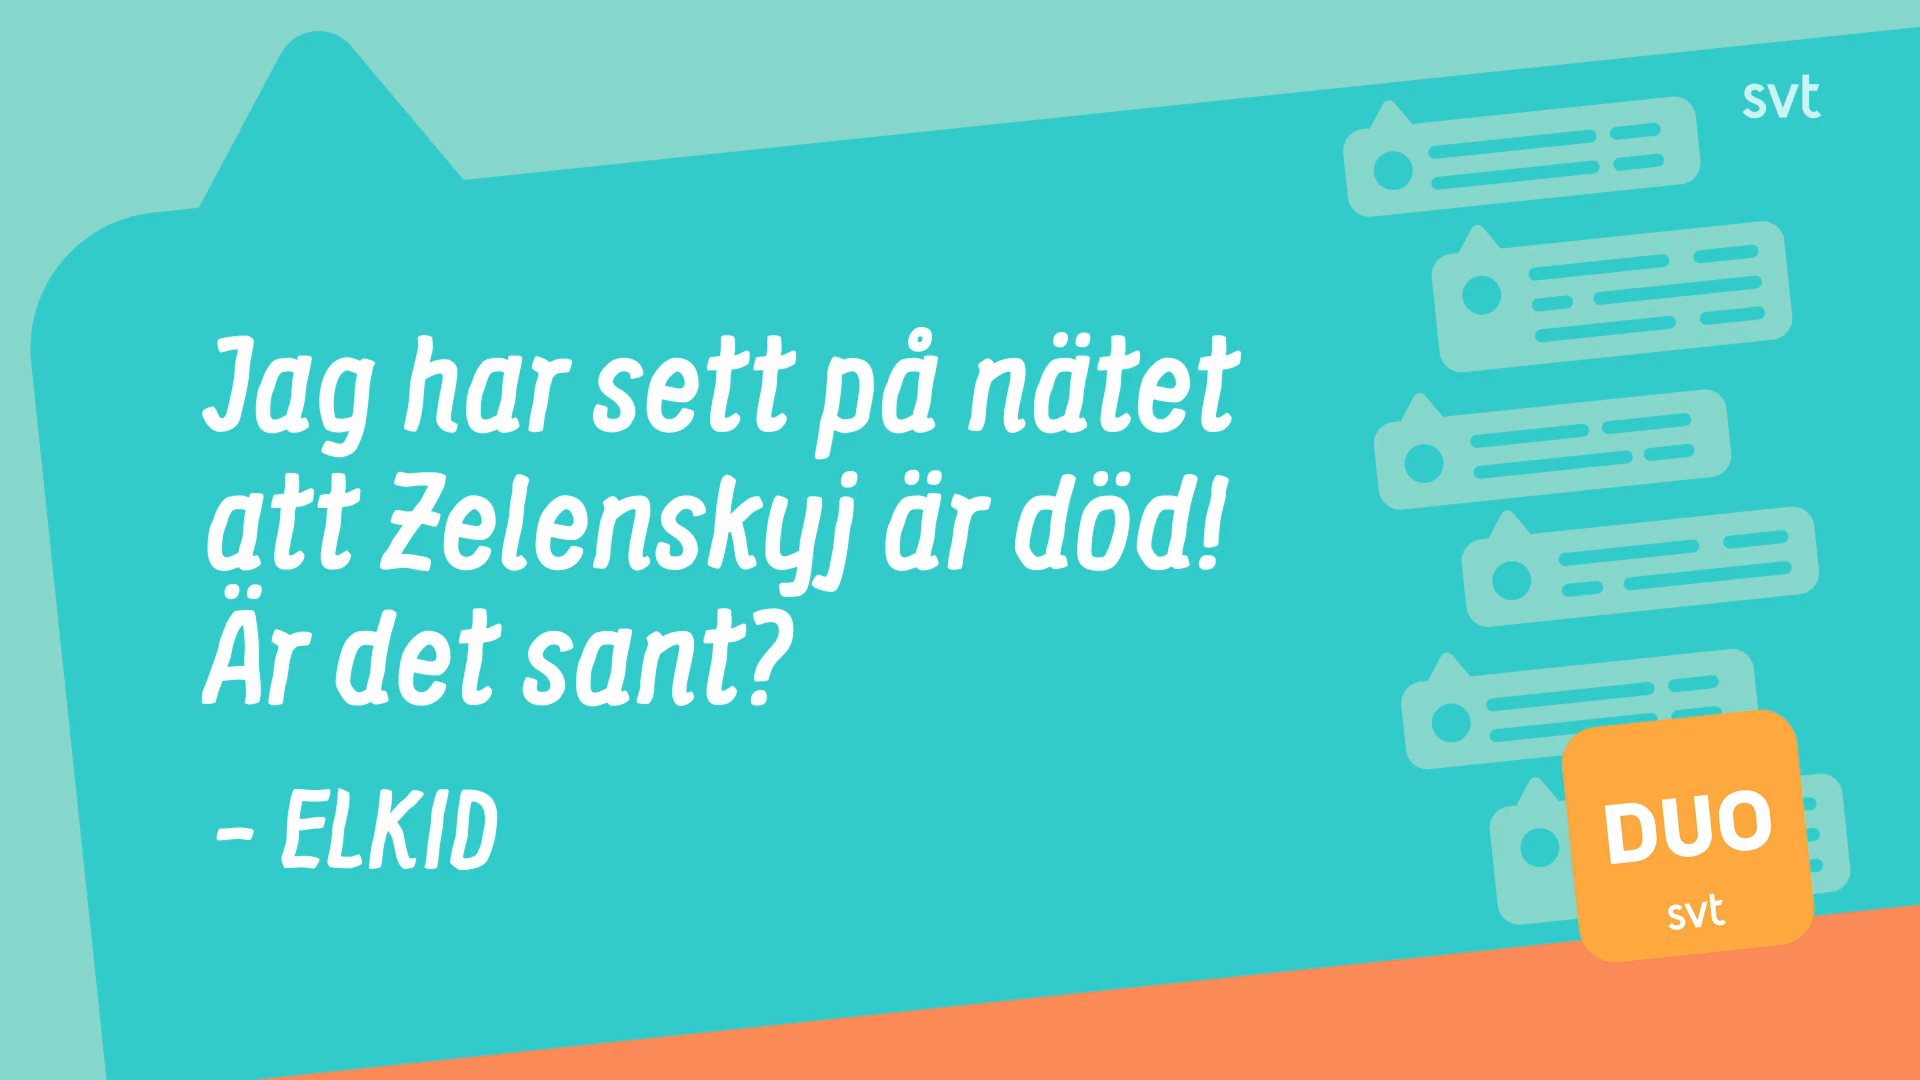 svt
Jag har sett på nätet
att Zelenskyj är död!
Är det sant?
– ELKID
DUO
svt